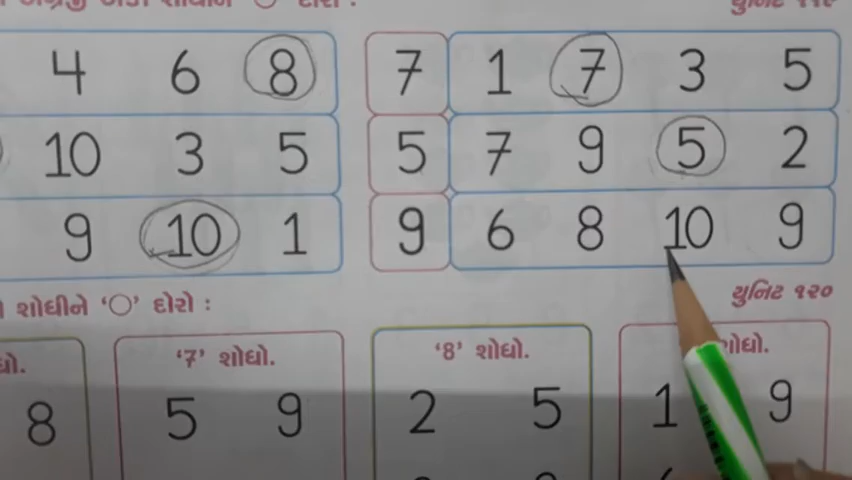 4 6 8 7 1 7 3 5
10 3 5 5 7 9 5 2
9 10 1 9 6 8 10 9
યુનિટ ૧૨૦
શોધીને ‘○’ દોરો :
‘7’ શોધો.
‘8’ શોધો.
8 5 9 2 5 1 9